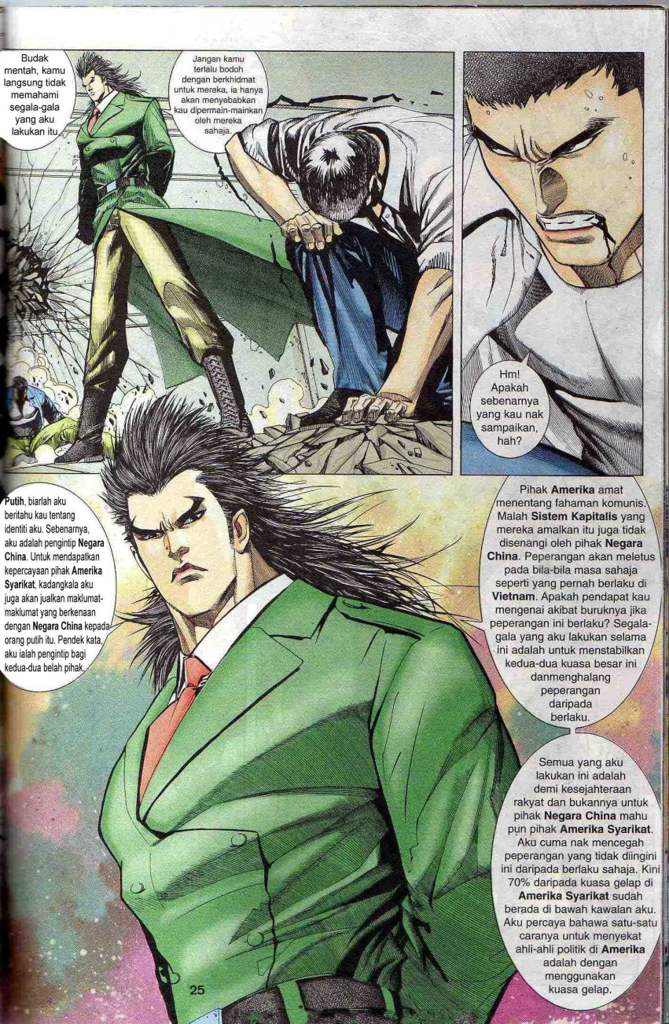 Budak
mentah, kamu
langsung tidak
memahami
segala-gala
yang aku
lakukan itu.
Jangan kamu
terlalu bodoh
dengan berkhidmat
untuk mereka, ia hanya
akan menyebabkan kau
dipermain-mainkan
oleh mereka
sahaja.
Hm!
Apakah
sebenarnya
yang kau nak
sampaikan,
hah?
Putih, biarlah aku
beritahu kau tentang
identiti aku. Sebenarnya,
aku adalah pengintip Negara
China. Untuk mendapatkan
kepercayaan pihak Amerika
Syarikat, kadangkala aku
juga akan jualkan maklumat-
maklumat yang berkenaan
dengan Negara China kepada
orang putih itu. Pendek kata,
aku ialah pengintip bagi
kedua-dua belah pihak.
Pihak Amerika amat
menentang fahaman komunis.
Malah Sistem Kapitalis yang
mereka amalkan itu juga tidak
disenangi oleh pihak Negara
China. Peperangan akan meletus
pada bila-bila masa sahaja
seperti yang pernah berlaku di
Vietnam. Apakah pendapat kau
mengenai akibat buruknya jika
peperangan ini berlaku? Segala-
gala yang aku lakukan selama
ini adalah untuk menstabilkan
kedua-dua kuasa besar ini
danmenghalang
peperangan
daripada
berlaku.
Semua yang aku
lakukan ini adalah
demi kesejahteraan
rakyat dan bukannya untuk
pihak Negara China mahu
pun pihak Amerika Syarikat.
Aku cuma nak mencegah
peperangan yang tidak diingini
ini daripada berlaku sahaja. Kini
70% daripada kuasa gelap di
Amerika Syarikat sudah
berada di bawah kawalan aku.
Aku percaya bahawa satu-satu
caranya untuk menyekat
ahli-ahli politik di Amerika
adalah dengan
menggunakan
kuasa gelap.
25